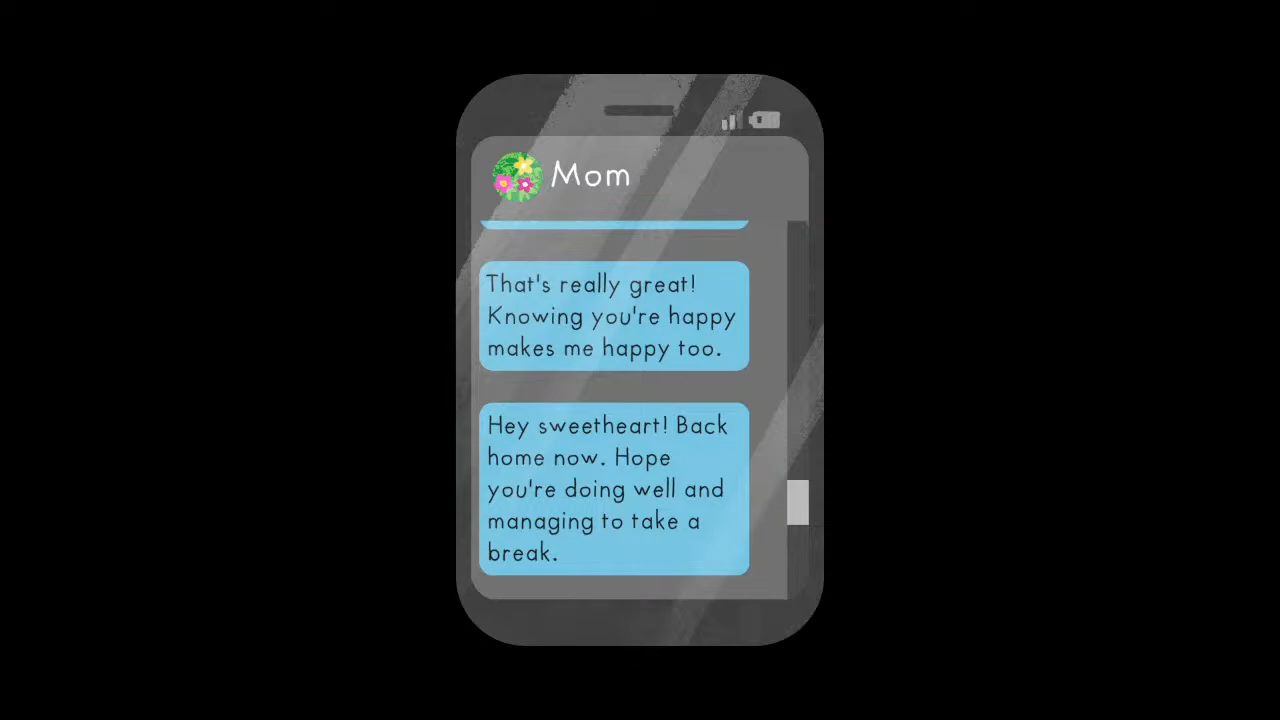 Mom
That's really great!
Knowing you're happy
makes me happy too.
Hey sweetheart! Back
home now. Hope
you're doing well and
managing to take a
break.